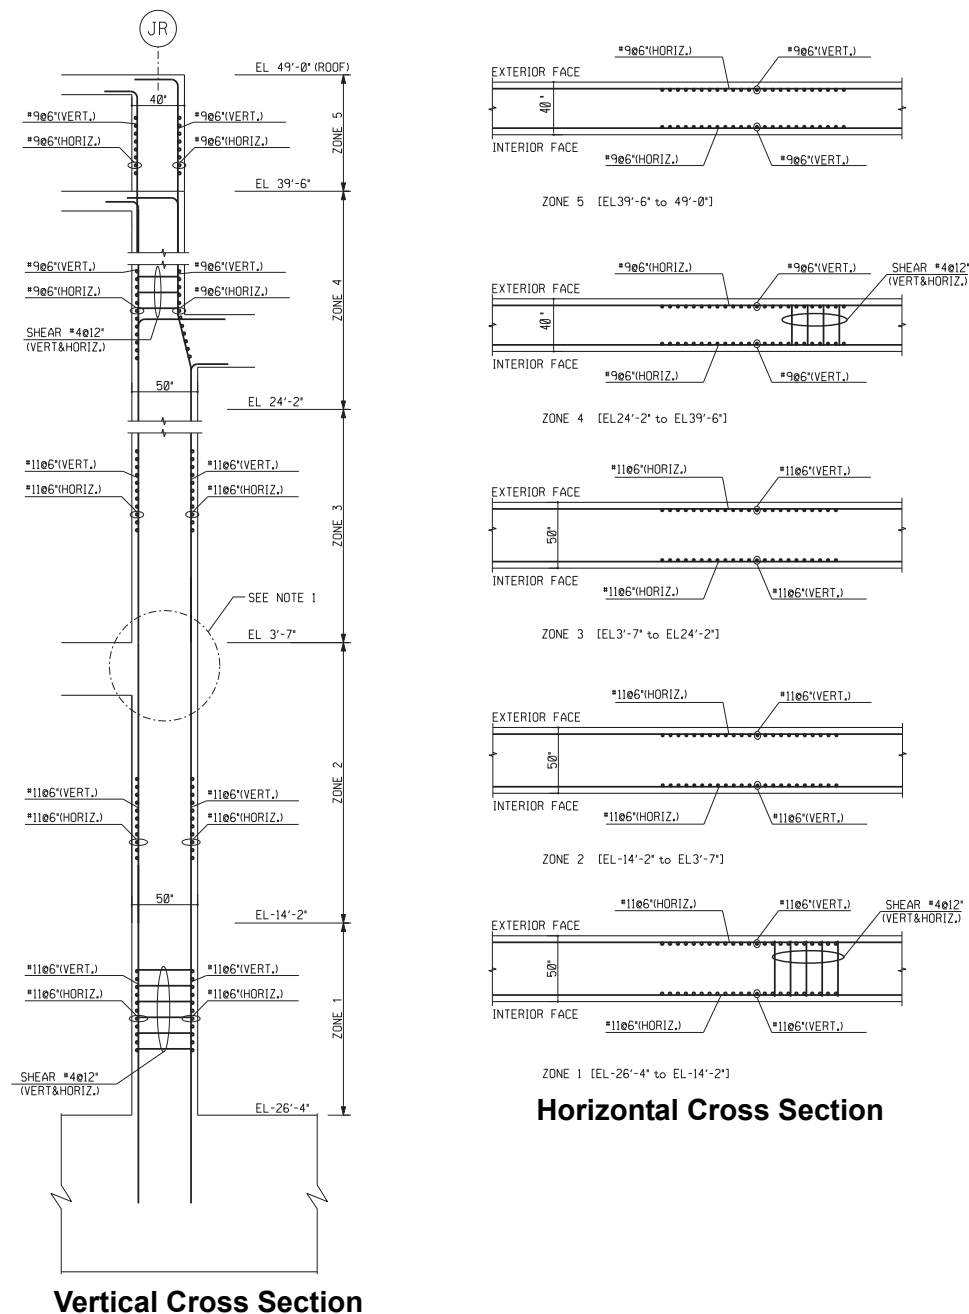 JR
EL 49'-0" (ROOF)
40"
#9@6"(VERT.)
#9@6"(VERT.)
#9@6"(HORIZ.)
#9@6"(HORIZ.)
ZONE 5
EL 39'-6"
#9@6"(VERT.)
#9@6"(VERT.)
#9@6"(HORIZ.)
#9@6"(HORIZ.)
ZONE 4
SHEAR #4@12"
(VERT&HORIZ.)
50"
EL 24'-2"
#11@6"(VERT.)
#11@6"(VERT.)
#11@6"(HORIZ.)
#11@6"(HORIZ.)
ZONE 3
SEE NOTE 1
EL 3'-7"
#11@6"(VERT.)
#11@6"(VERT.)
#11@6"(HORIZ.)
#11@6"(HORIZ.)
ZONE 2
50"
EL-14'-2"
#11@6"(VERT.)
#11@6"(VERT.)
#11@6"(HORIZ.)
#11@6"(HORIZ.)
ZONE 1
SHEAR #4@12"
(VERT&HORIZ.)
EL-26'-4"
Vertical Cross Section
#9@6"(HORIZ.)
#9@6"(VERT.)
EXTERIOR FACE
40'
INTERIOR FACE
#9@6"(HORIZ.)
#9@6"(VERT.)
ZONE 5 [EL39'-6" to 49'-0"]
#9@6"(HORIZ.)
#9@6"(VERT.)
SHEAR #4@12"
(VERT&HORIZ.)
EXTERIOR FACE
40'
INTERIOR FACE
#9@6"(HORIZ.)
#9@6"(VERT.)
ZONE 4 [EL24'-2" to EL39'-6"]
#11@6"(HORIZ.)
#11@6"(VERT.)
EXTERIOR FACE
50"
INTERIOR FACE
#11@6"(HORIZ.)
#11@6"(VERT.)
ZONE 3 [EL3'-7" to EL24'-2"]
#11@6"(HORIZ.)
#11@6"(VERT.)
EXTERIOR FACE
50"
INTERIOR FACE
#11@6"(HORIZ.)
#11@6"(VERT.)
ZONE 2 [EL-14'-2" to EL3'-7"]
#11@6"(HORIZ.)
#11@6"(VERT.)
SHEAR #4@12"
(VERT&HORIZ.)
EXTERIOR FACE
50"
INTERIOR FACE
#11@6"(HORIZ.)
#11@6"(VERT.)
ZONE 1 [EL-26'-4" to EL-14'-2"]
Horizontal Cross Section